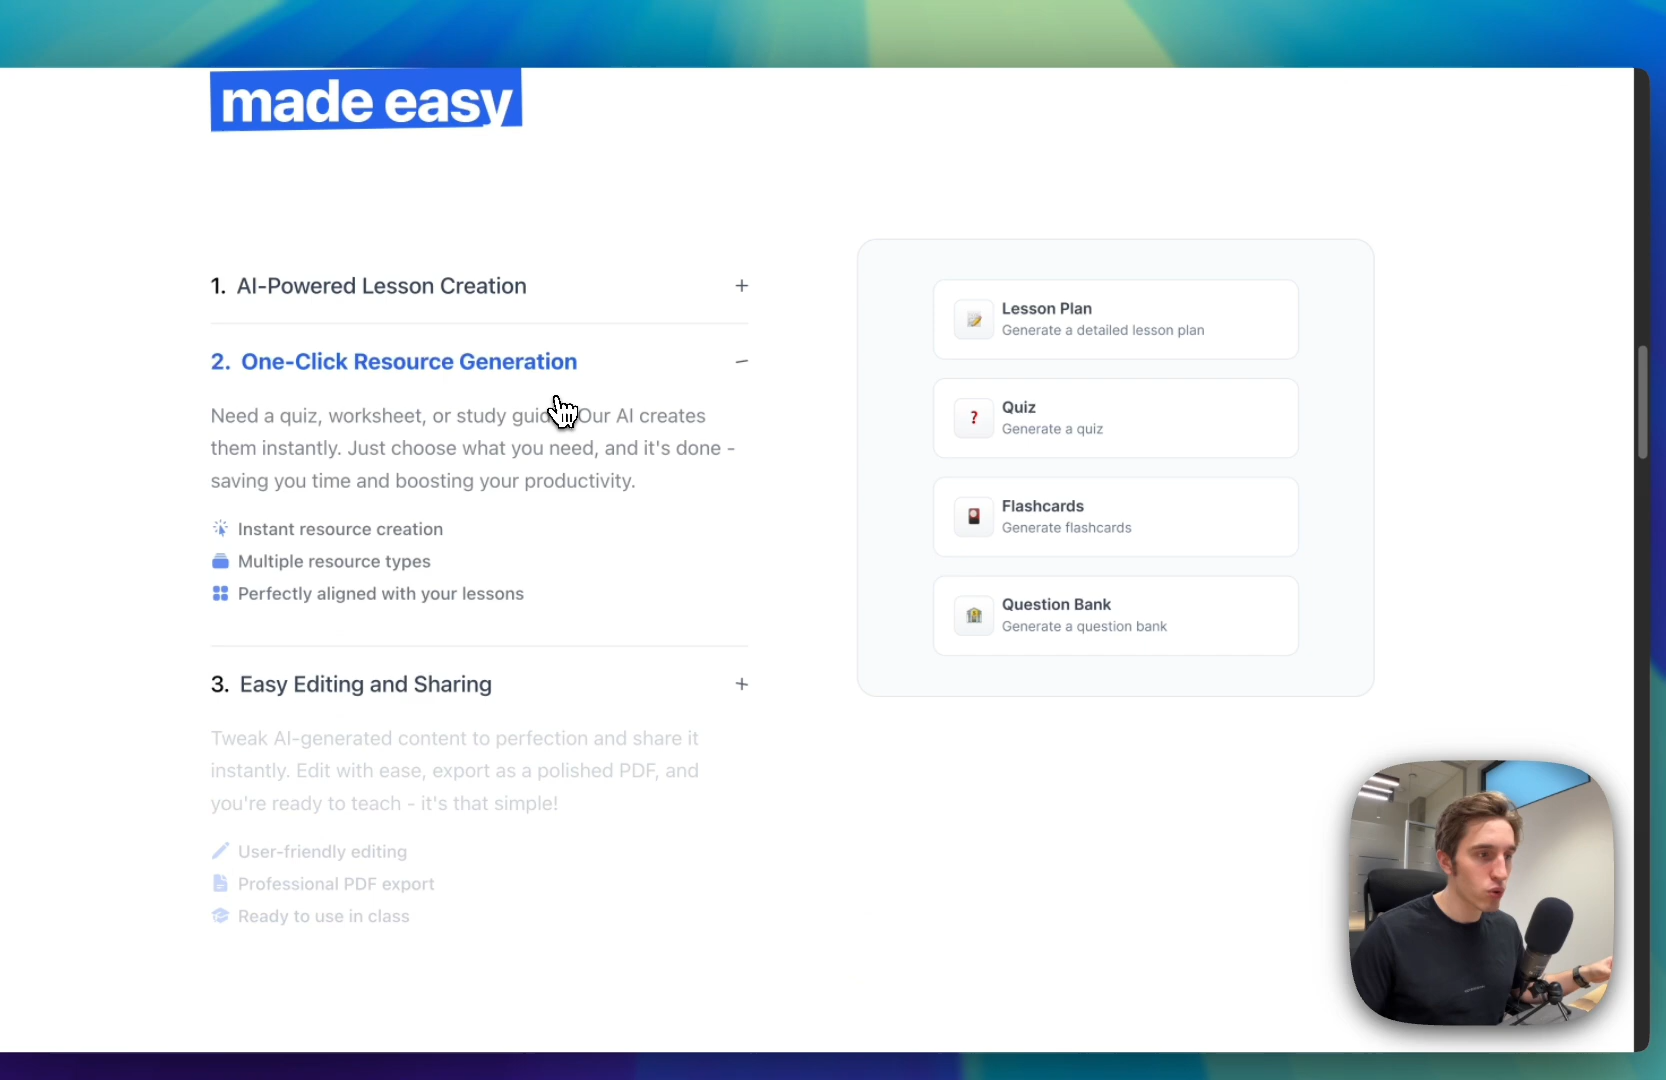 made easy
1. AI-Powered Lesson Creation
2. One-Click Resource Generation
Need a quiz, worksheet, or study Our AI creates
them instantly. Just choose what you need, and it's done -
saving you time and boosting your productivity.
Instant resource creation
Multiple resource types
Perfectly aligned with your lessons
3. Easy Editing and Sharing
Tweak AI-generated content to perfection and share it
instantly. Edit with ease, export as a polished PDF, and
you're ready to teach - it's that simple!
User-friendly editing
Professional PDF export
Ready to use in class
Lesson Plan
Generate a detailed lesson plan
?
Quiz
Generate a quiz
Flashcards
Generate flashcards
Question Bank
Generate a question bank